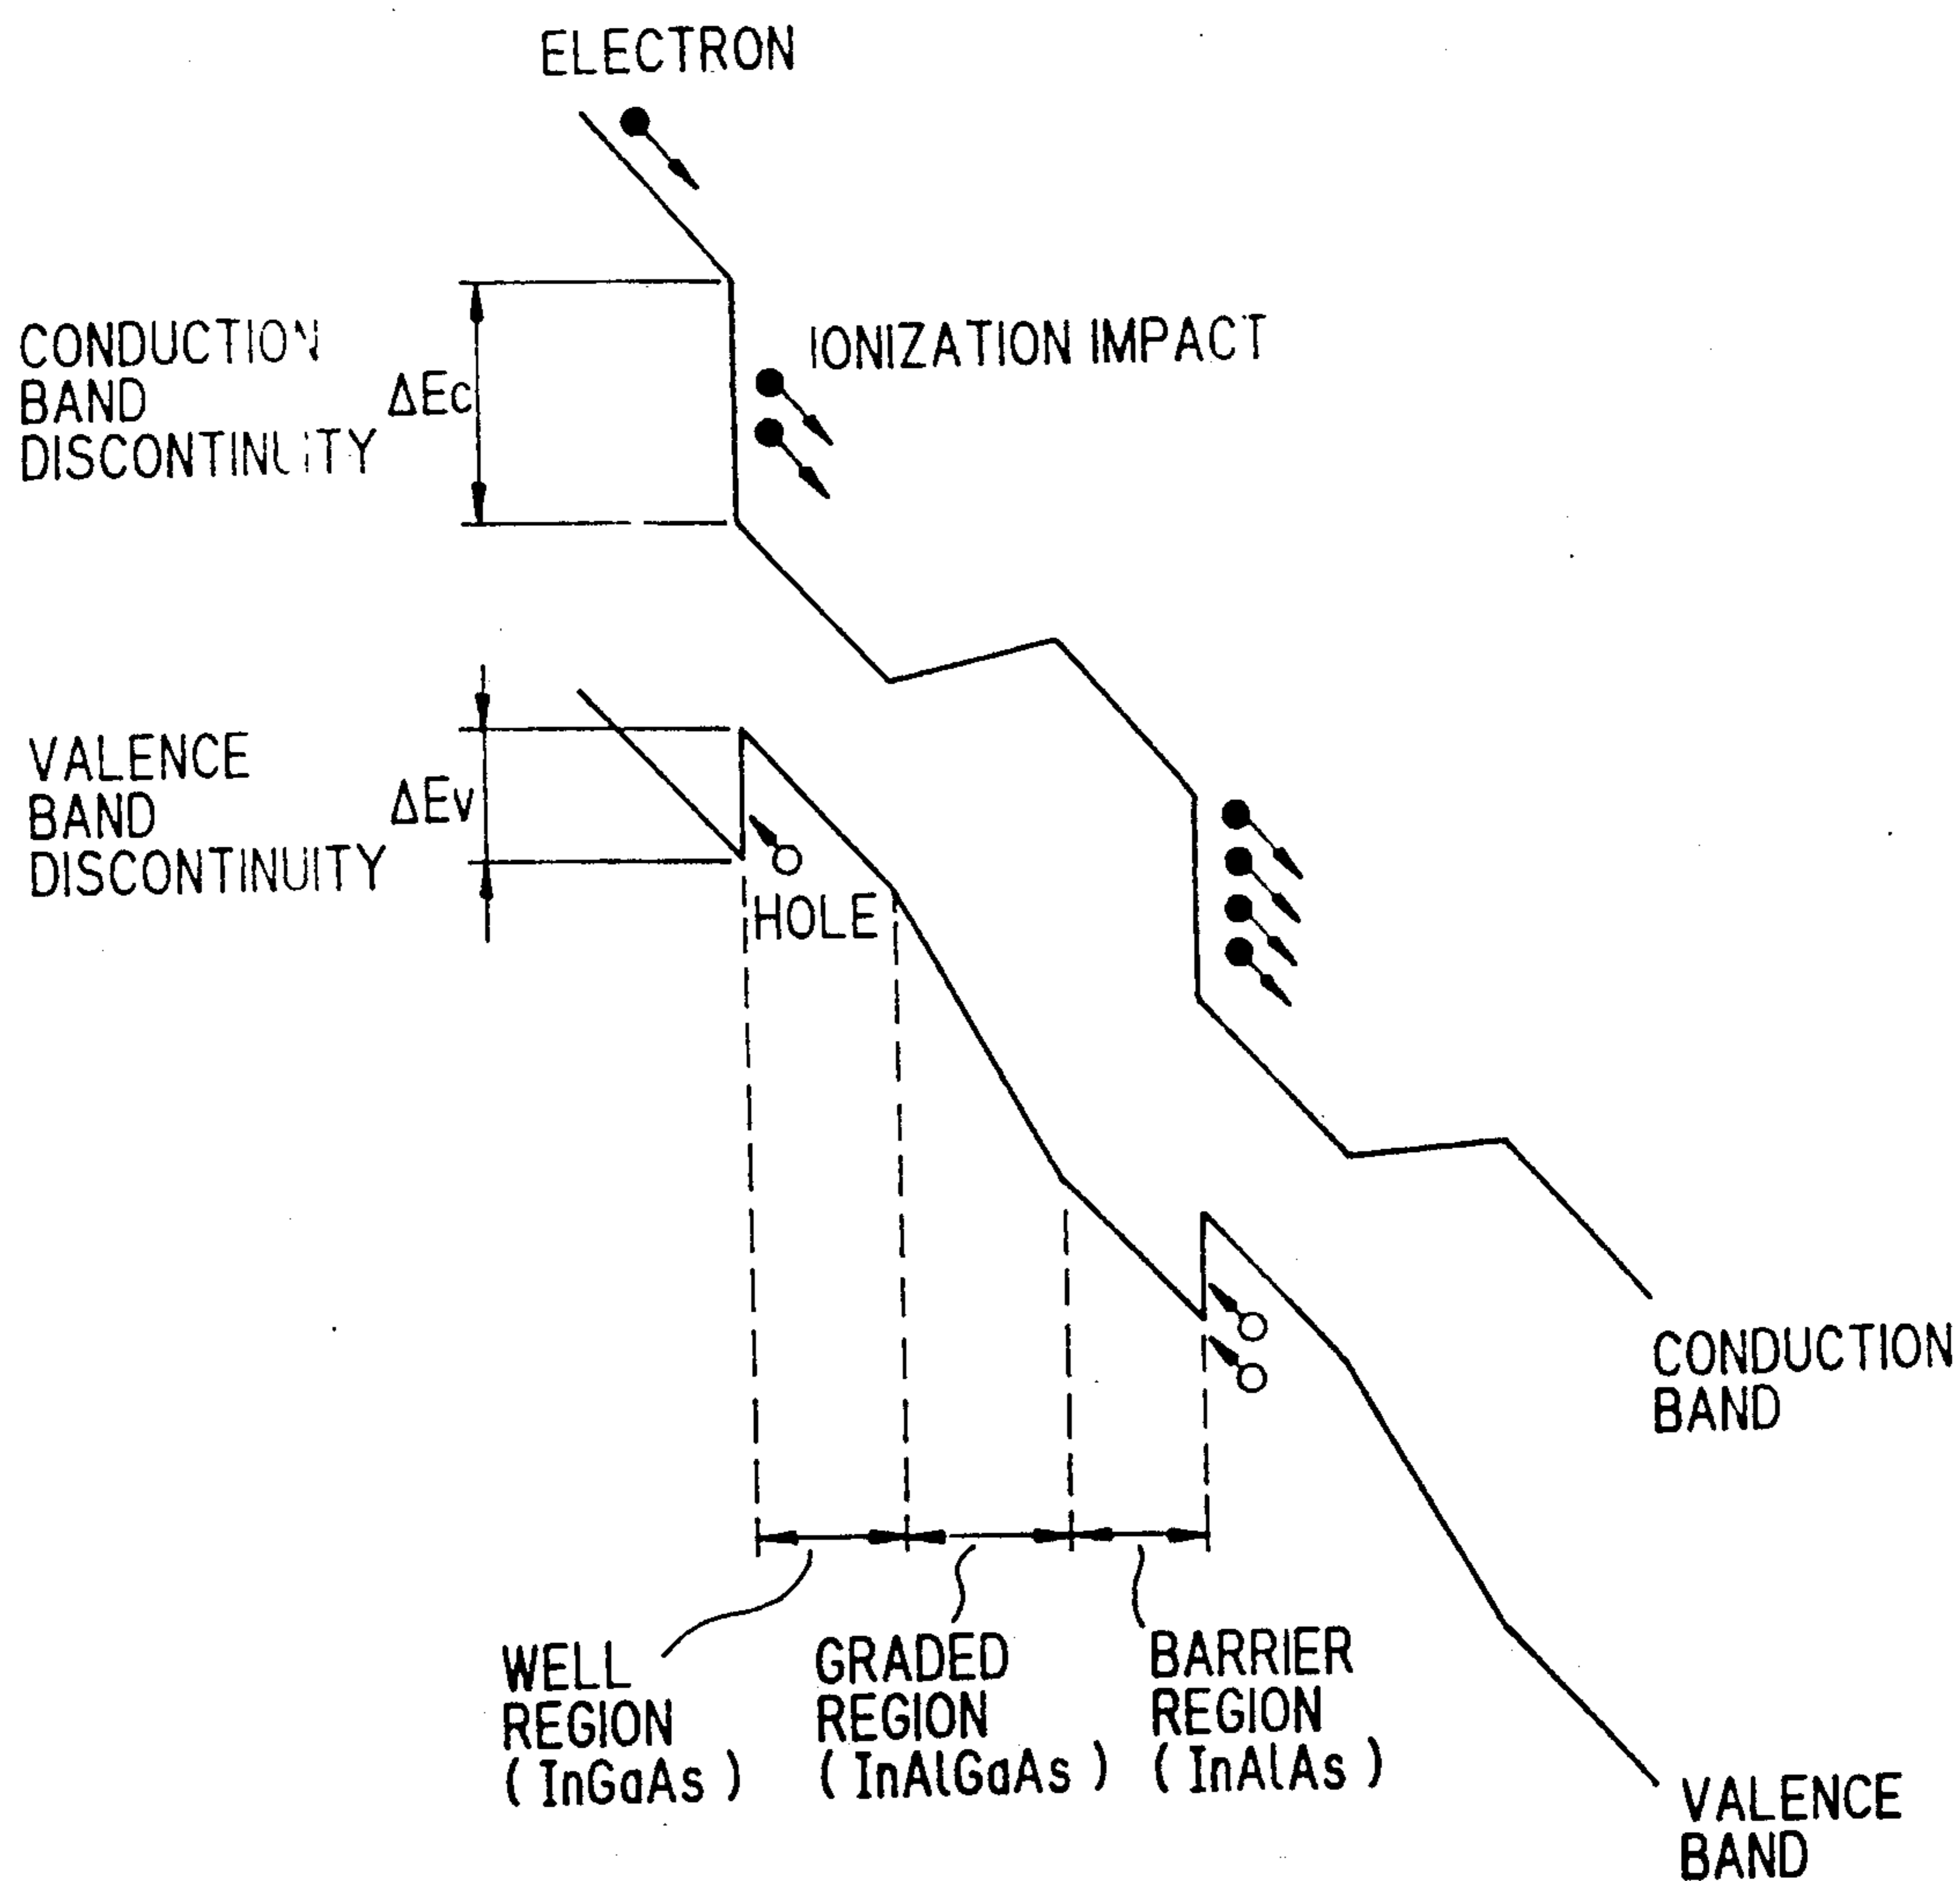 ELECTRON
IONIZATION IMPACT
CONDUCTION
BAND
DISCONTINUITY
ΔEc
VALENCE
BAND
DISCONTINUITY
ΔEv
HOLE
CONDUCTION
BAND
WELL
REGION
(InGaAs)
GRADED
REGION
(InAlGaAs)
BARRIER
REGION
(InAlAs)
VALENCE
BAND